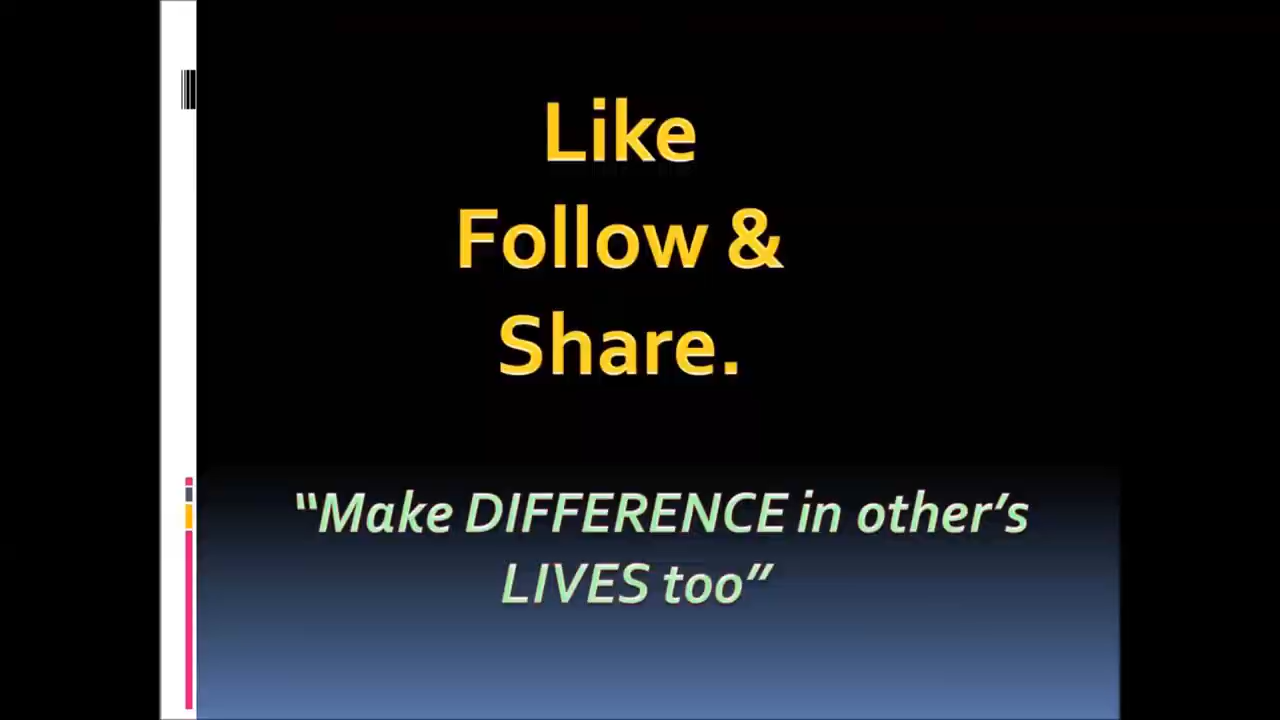 Like
Follow &
Share.
“Make DIFFERENCE in other’s
LIVES too”